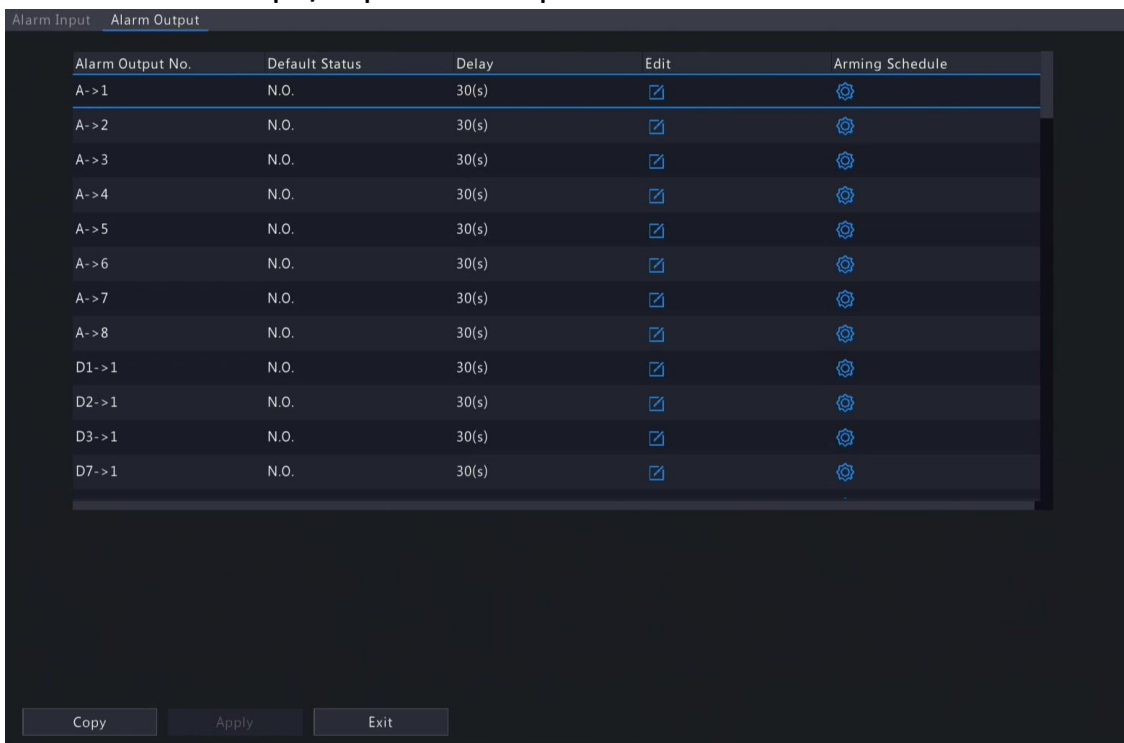 Alarm Input Alarm Output
Alarm Output No. Default Status Delay Edit Arming Schedule
A->1 N.O. 30(s)
A->2 N.O. 30(s)
A->3 N.O. 30(s)
A->4 N.O. 30(s)
A->5 N.O. 30(s)
A->6 N.O. 30(s)
A->7 N.O. 30(s)
A->8 N.O. 30(s)
D1->1 N.O. 30(s)
D2->1 N.O. 30(s)
D3->1 N.O. 30(s)
D7->1 N.O. 30(s)
Copy Apply Exit